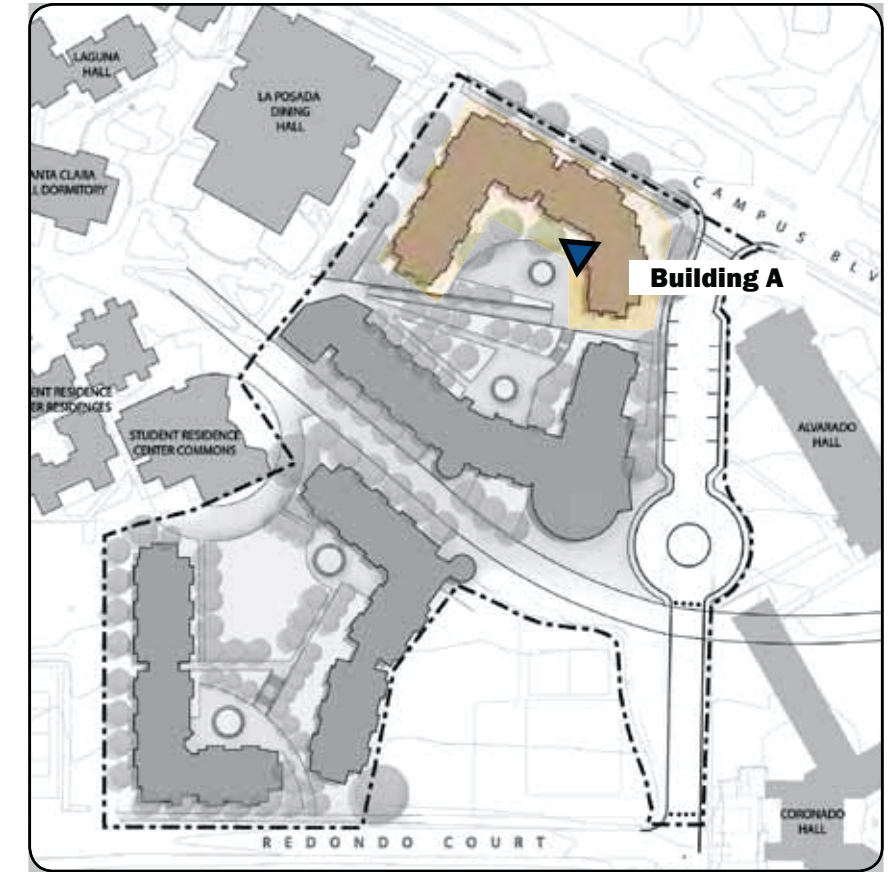 LAGUNA
HALL
LA POSADA
DINING
HALL
ANTA CLARA
L DORMITORY
CAMPUS BLV
Building A
ENT RESIDENCE
ER RESIDENCES
STUDENT RESIDENCE
CENTER COMMONS
ALVARADO
HALL
CORONADO
HALL
REDONDO COURT